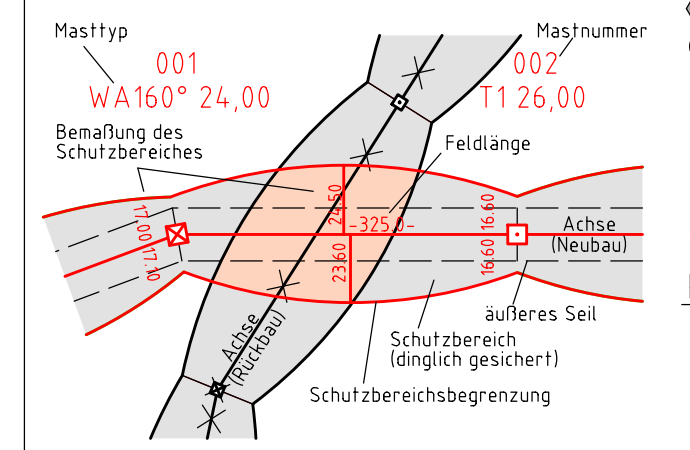 Masttyp
Mastnummer
001
WA160° 24,00
002
T1 26,00
Bemaßung des
Schutzbereiches
Feldlänge
17.00
17.10
24.50
-325.0-
23.60
16.60
16.60
Achse
(Neubau)
äußeres Seil
Achse
(Rückbau)
Schutzbereich
(dinglich gesichert)
Schutzbereichsbegrenzung